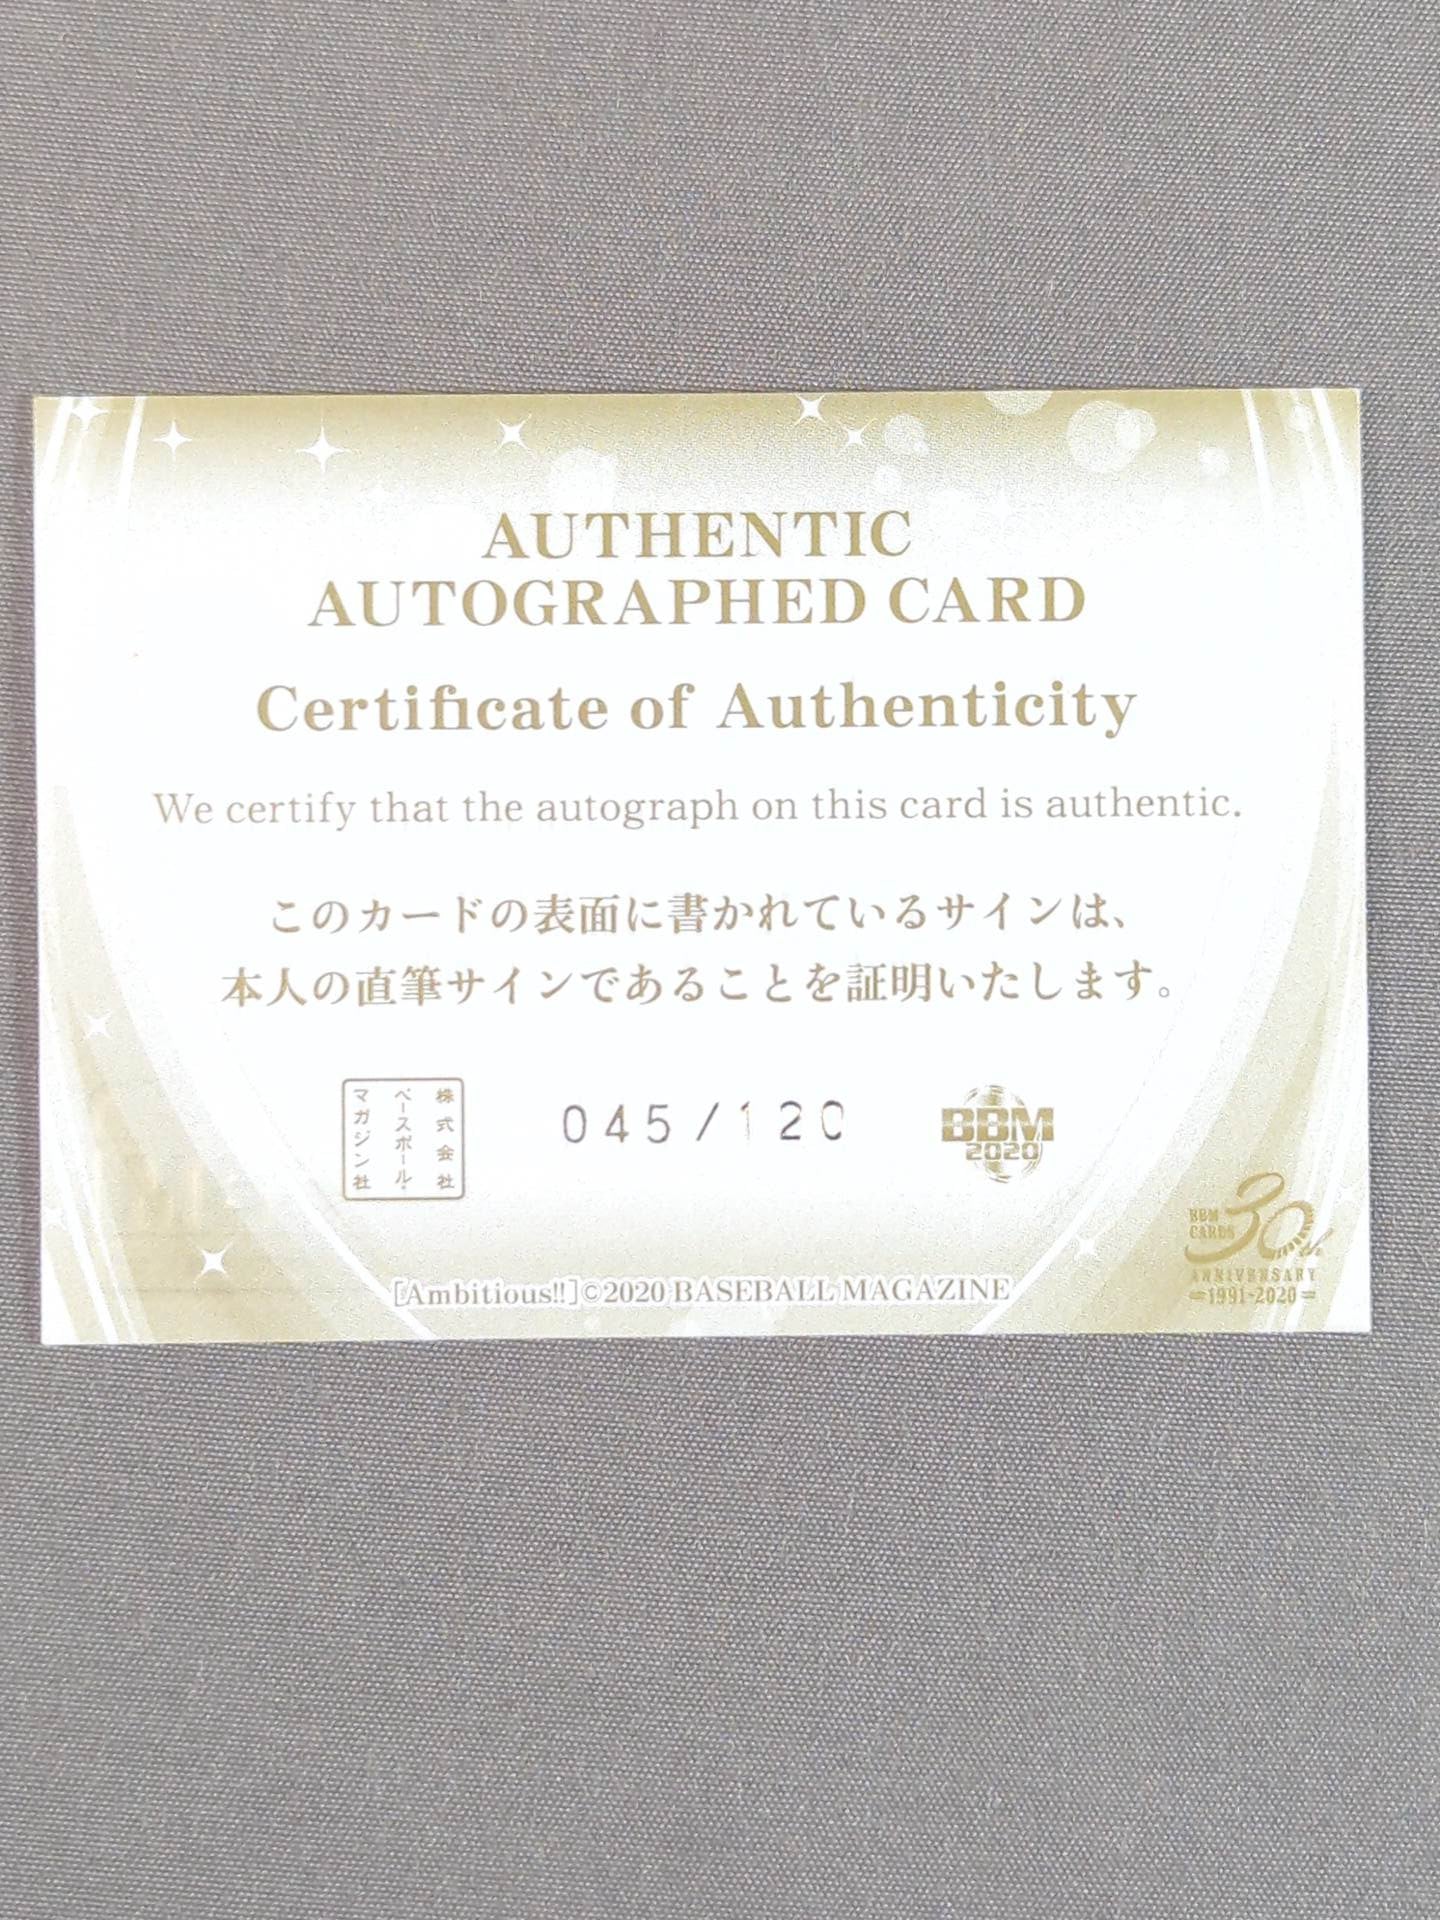 AUTHENTIC
AUTOGRAPHED CARD
Certificate of Authenticity
We certify that the autograph on this card is authentic.
このカードの表面に書かれているサインは、
本人の直筆サインであることを証明いたします。
株式会社
ベースボール・
マガジン社
045/120
BBM
2020
BBM
CARDS
30th
ANNIVERSARY
1991-2020
[Ambitious!!]©2020 BASEBALL MAGAZINE